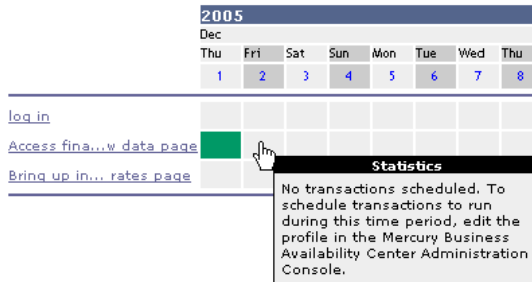 2005
Dec
Thu Fri Sat Sun Mon Tue Wed Thu
1 2 3 4 5 6 7 8
log in
Access fina...w data page
Bring up in... rates page
Statistics
No transactions scheduled. To
schedule transactions to run
during this time period, edit the
profile in the Mercury Business
Availability Center Administration
Console.